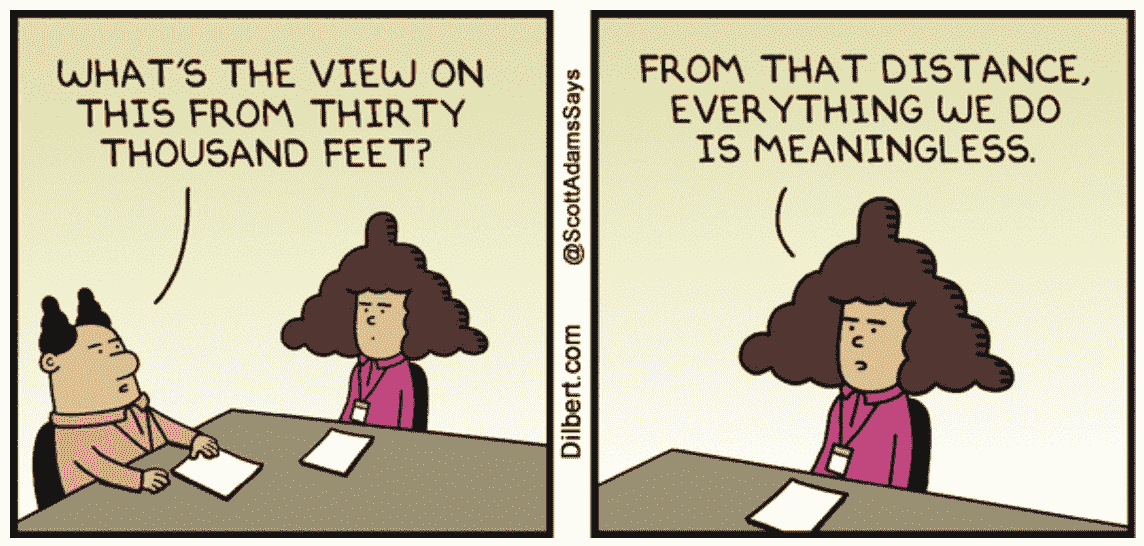 WHAT'S THE VIEW ON
THIS FROM THIRTY
THOUSAND FEET?
Dilbert.com @ScottAdamsSays
FROM THAT DISTANCE,
EVERYTHING WE DO
IS MEANINGLESS.